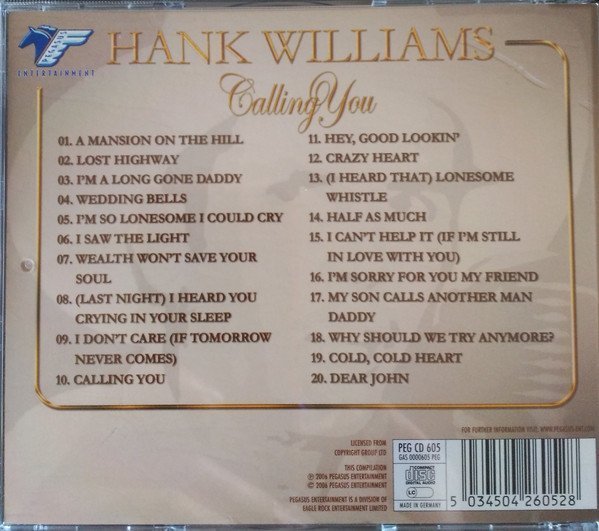 PEGASUS
ENTERTAINMENT
HANK WILLIAMS
Calling You
01. A MANSION ON THE HILL
02. LOST HIGHWAY
03. I'M A LONG GONE DADDY
04. WEDDING BELLS
05. I'M SO LONESOME I COULD CRY
06. I SAW THE LIGHT
07. WEALTH WON'T SAVE YOUR
SOUL
08. (LAST NIGHT) I HEARD YOU
CRYING IN YOUR SLEEP
09. I DON'T CARE (IF TOMORROW
NEVER COMES)
10. CALLING YOU
11. HEY, GOOD LOOKIN'
12. CRAZY HEART
13. (I HEARD THAT) LONESOME
WHISTLE
14. HALF AS MUCH
15. I CAN'T HELP IT (IF I'M STILL
IN LOVE WITH YOU)
16. I'M SORRY FOR YOU MY FRIEND
17. MY SON CALLS ANOTHER MAN
DADDY
18. WHY SHOULD WE TRY ANYMORE?
19. COLD, COLD HEART
20. DEAR JOHN
FOR FURTHER INFORMATION VISIT: WWW.PEGASUS-ENT.COM
LICENSED FROM
COPYRIGHT GROUP LTD
THIS COMPILATION
℗ 2006 PEGASUS ENTERTAINMENT
© 2006 PEGASUS ENTERTAINMENT
PEGASUS ENTERTAINMENT IS A DIVISION OF
EAGLE ROCK ENTERTAINMENT LIMITED
PEG CD 605
GAS 0000605 PEG
COMPACT
disc
DIGITAL AUDIO
LC
MADE IN GERMANY
5 034504 260528